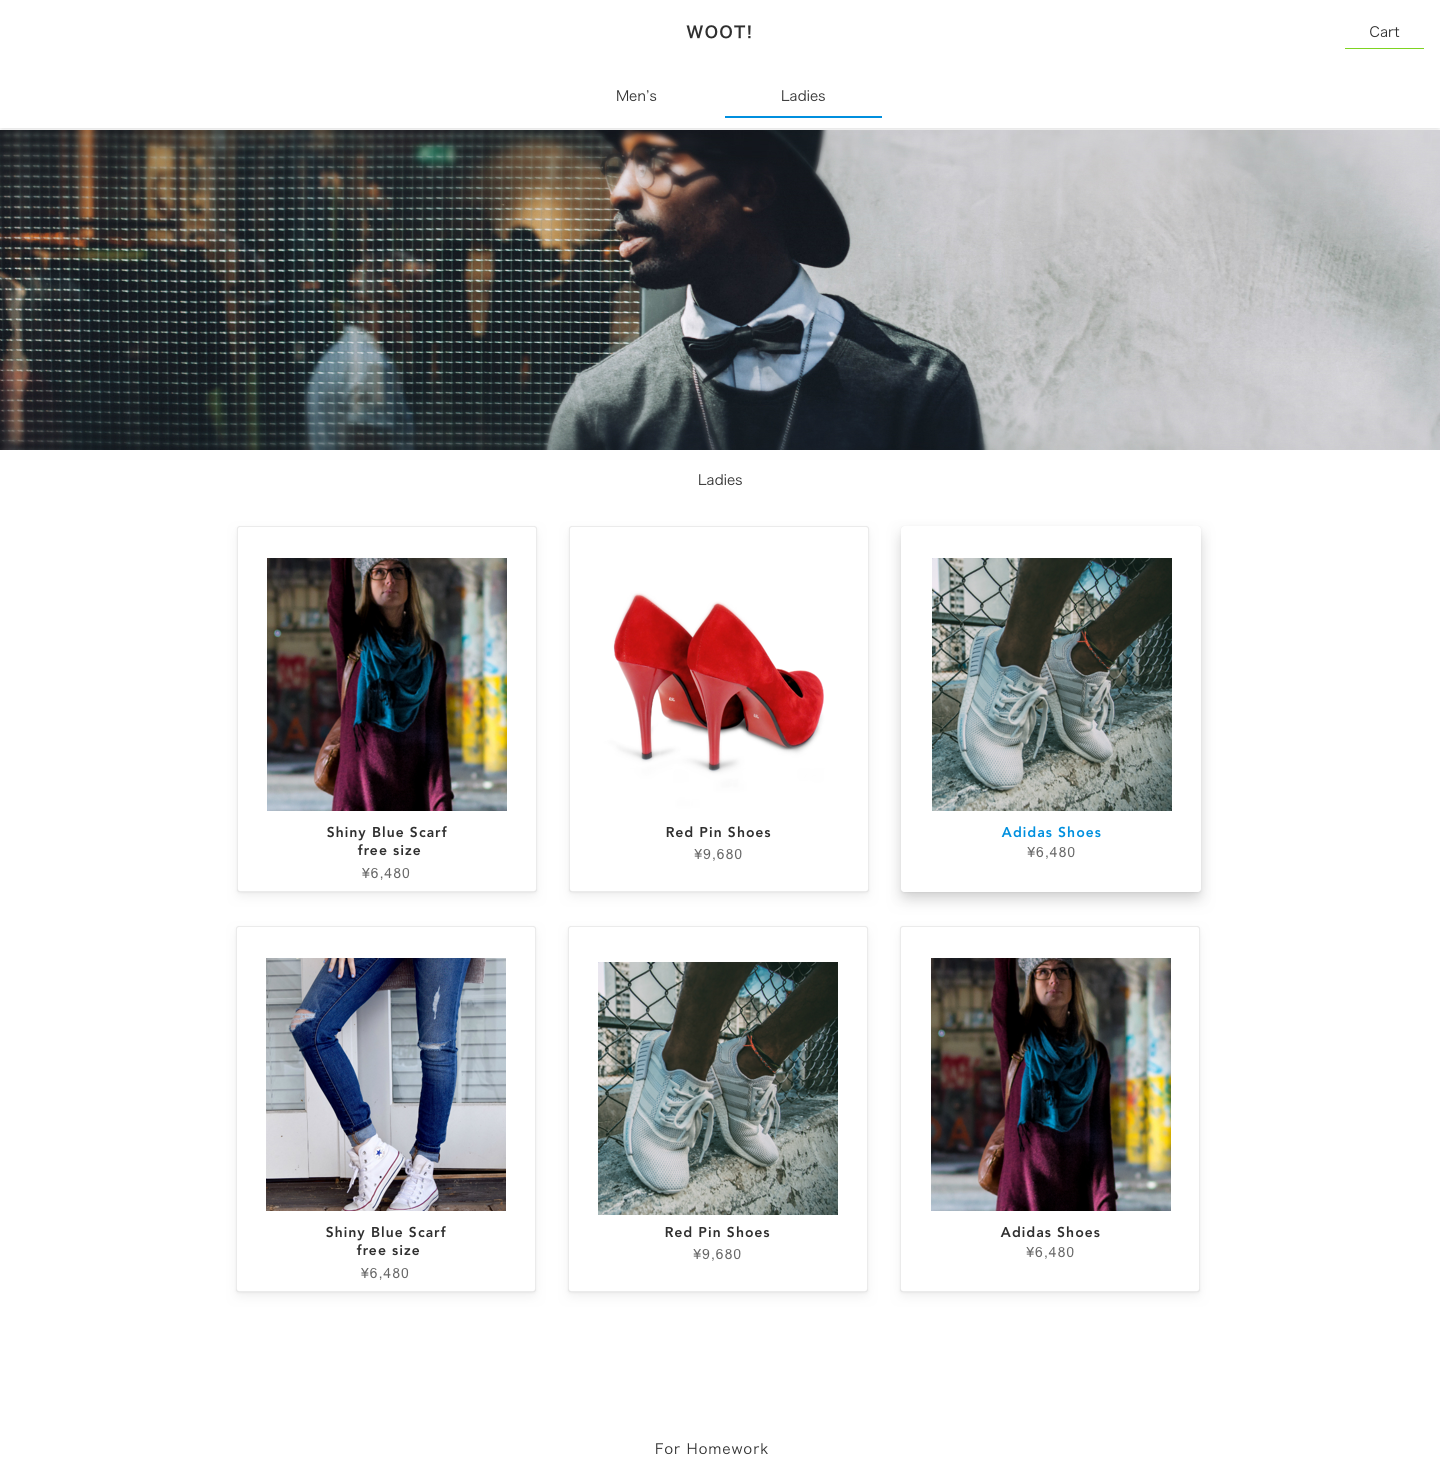 WOOT!
Cart
Men's
Ladies
Ladies
Shiny Blue Scarf
free size
¥6,480
Red Pin Shoes
¥9,680
Adidas Shoes
¥6,480
Shiny Blue Scarf
free size
¥6,480
Red Pin Shoes
¥9,680
Adidas Shoes
¥6,480
For Homework